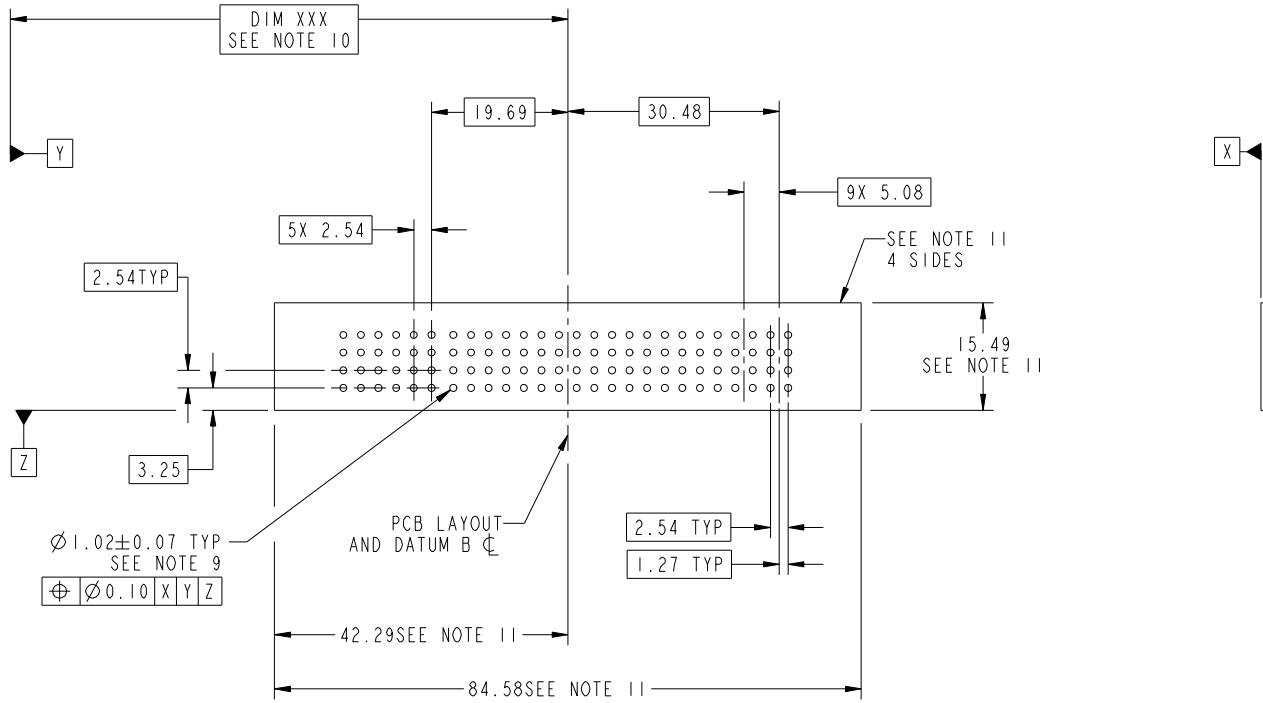 DIM XXX
SEE NOTE 10
19.69
30.48
Y
X
9X 5.08
5X 2.54
SEE NOTE 11
4 SIDES
2.54TYP
15.49
SEE NOTE 11
Z
3.25
PCB LAYOUT
AND DATUM B ℄
2.54 TYP
1.27 TYP
Ø1.02±0.07 TYP
SEE NOTE 9
⌖ Ø0.10 X Y Z
42.29SEE NOTE 11
84.58SEE NOTE 11